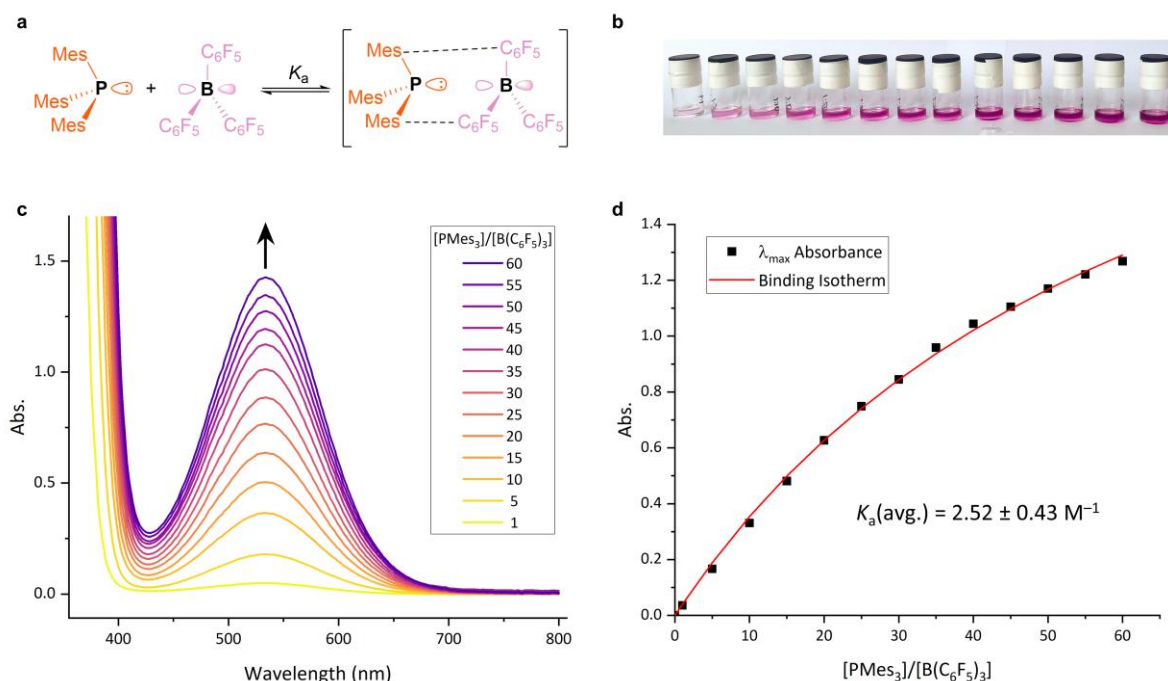 a
Mes
Mes
Mes
P
+
C₆F₅
B
C₆F₅
C₆F₅
Kₐ
Mes
Mes
Mes
P
C₆F₅
B
C₆F₅
C₆F₅
b
c
[PMes₃]/[B(C₆F₅)₃]
60
55
50
45
40
35
30
25
20
15
10
5
1
Abs.
1.5
1.0
0.5
0.0
400
500
600
700
800
Wavelength (nm)
d
λmax Absorbance
Binding Isotherm
Kₐ(avg.) = 2.52 ± 0.43 M⁻¹
Abs.
1.4
1.2
1.0
0.8
0.6
0.4
0.2
0.0
0
10
20
30
40
50
60
[PMes₃]/[B(C₆F₅)₃]